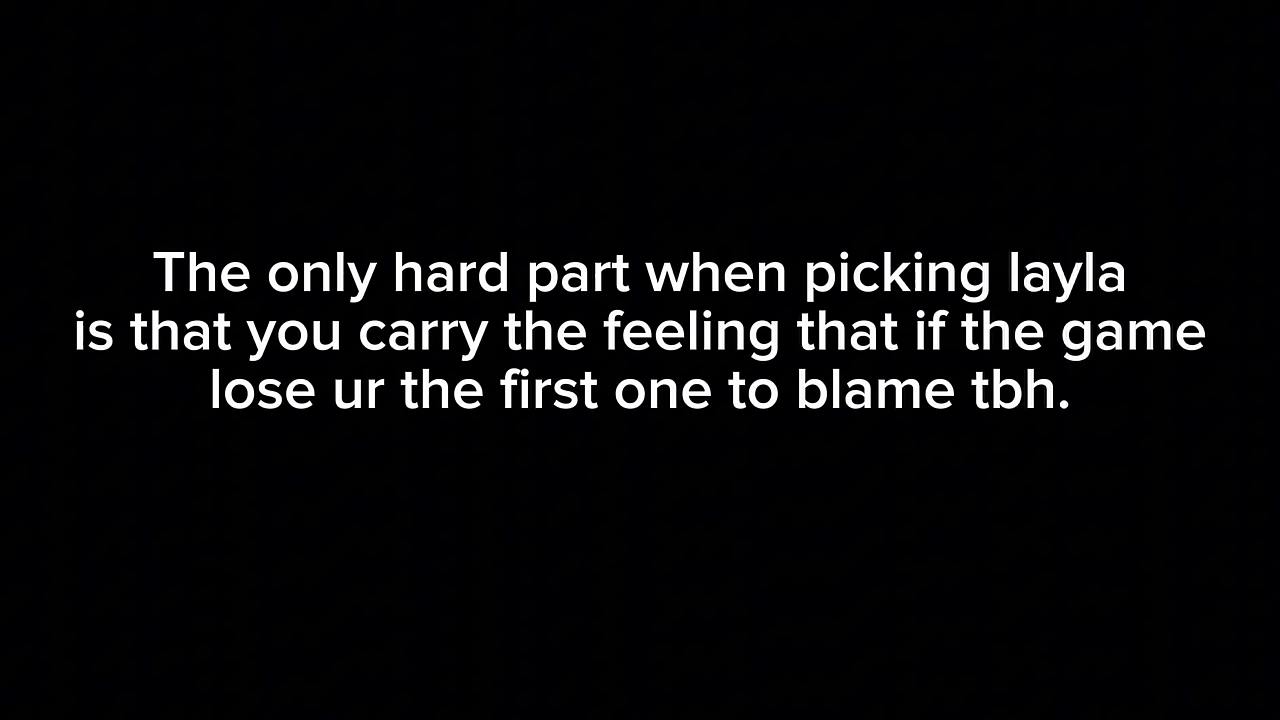 The only hard part when picking layla
is that you carry the feeling that if the game
lose ur the first one to blame tbh.